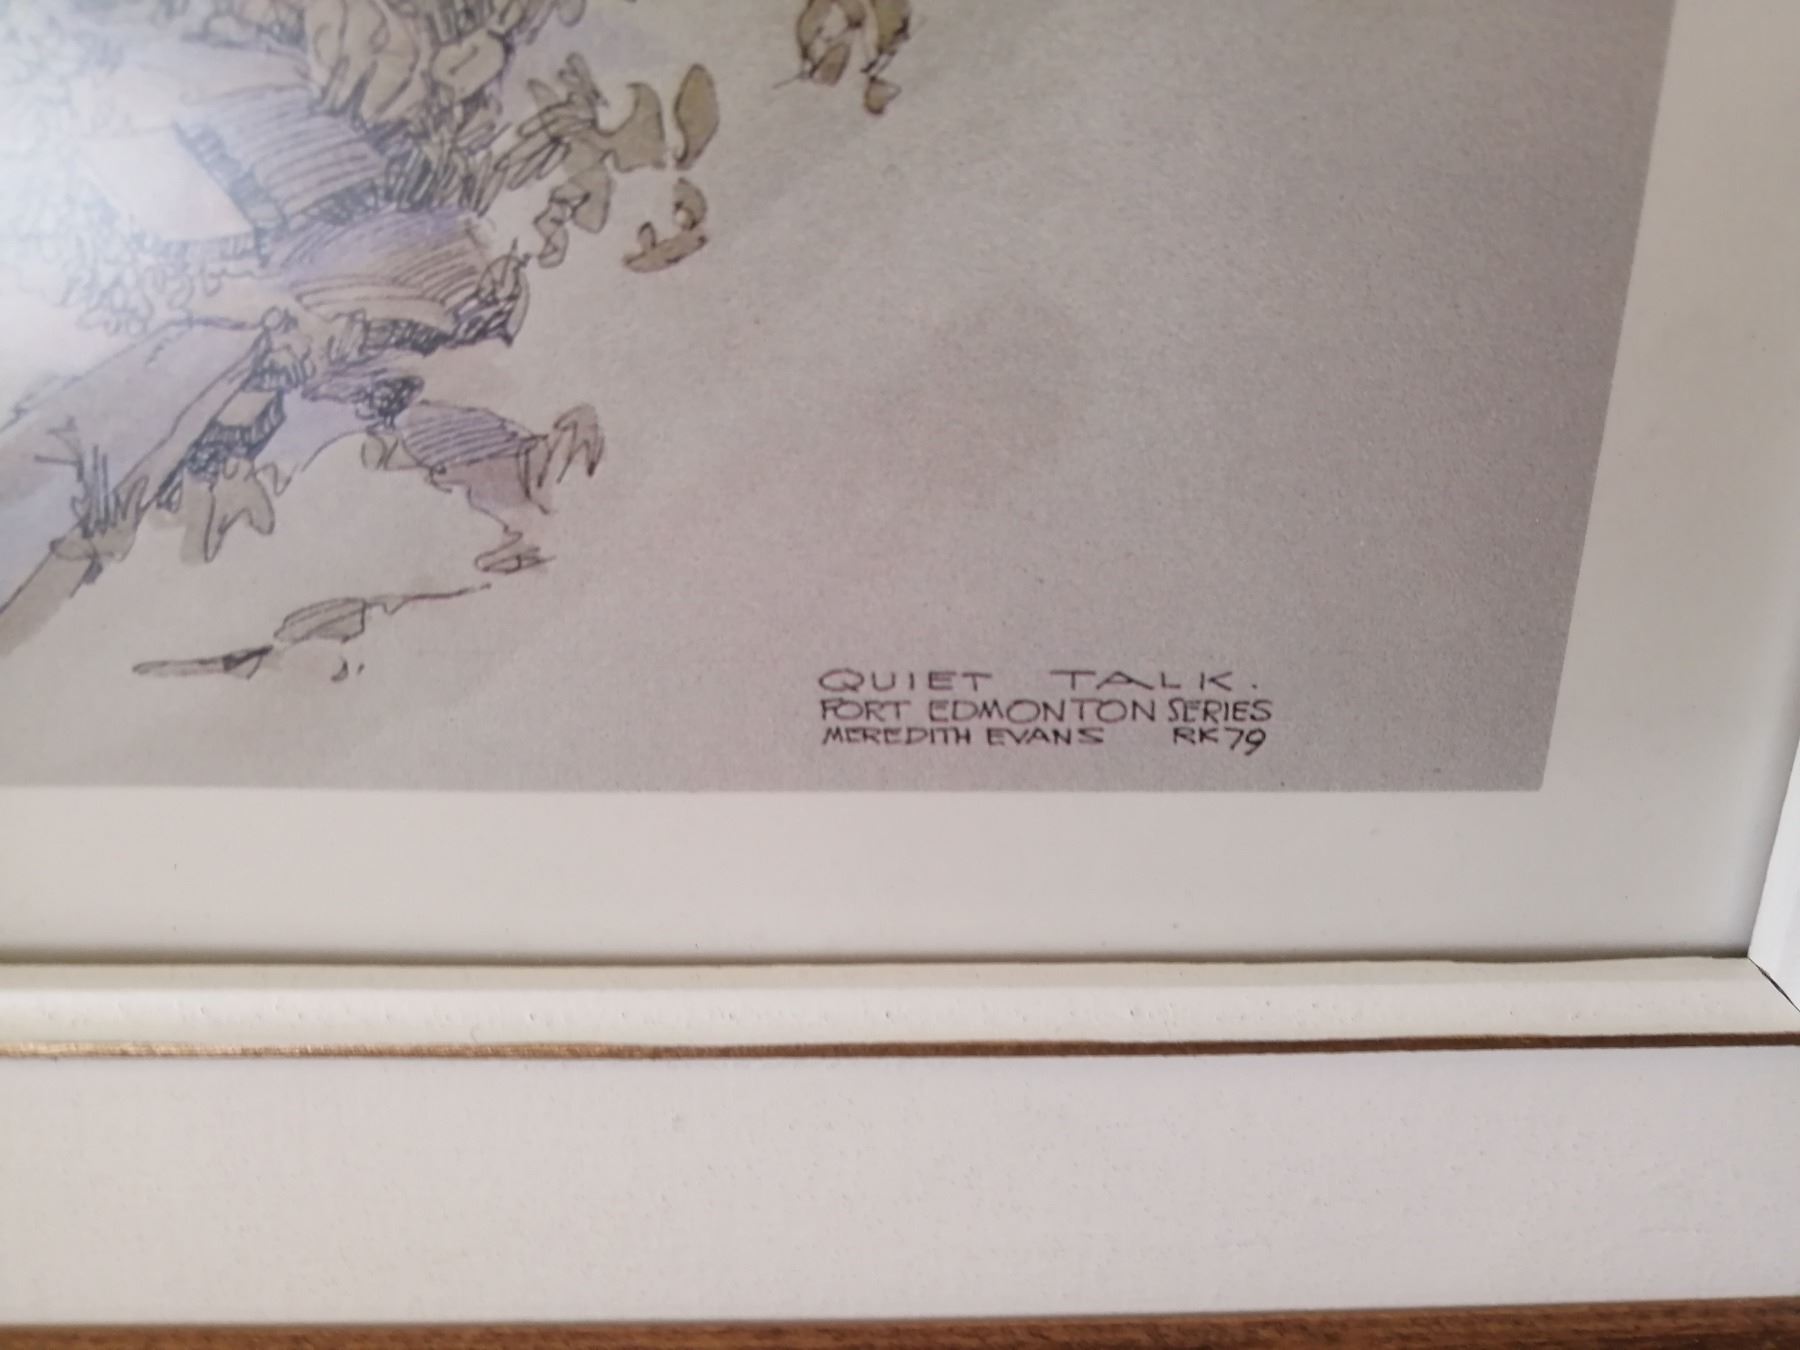 QUIET TALK.
FORT EDMONTON SERIES
MEREDITH EVANS RK79